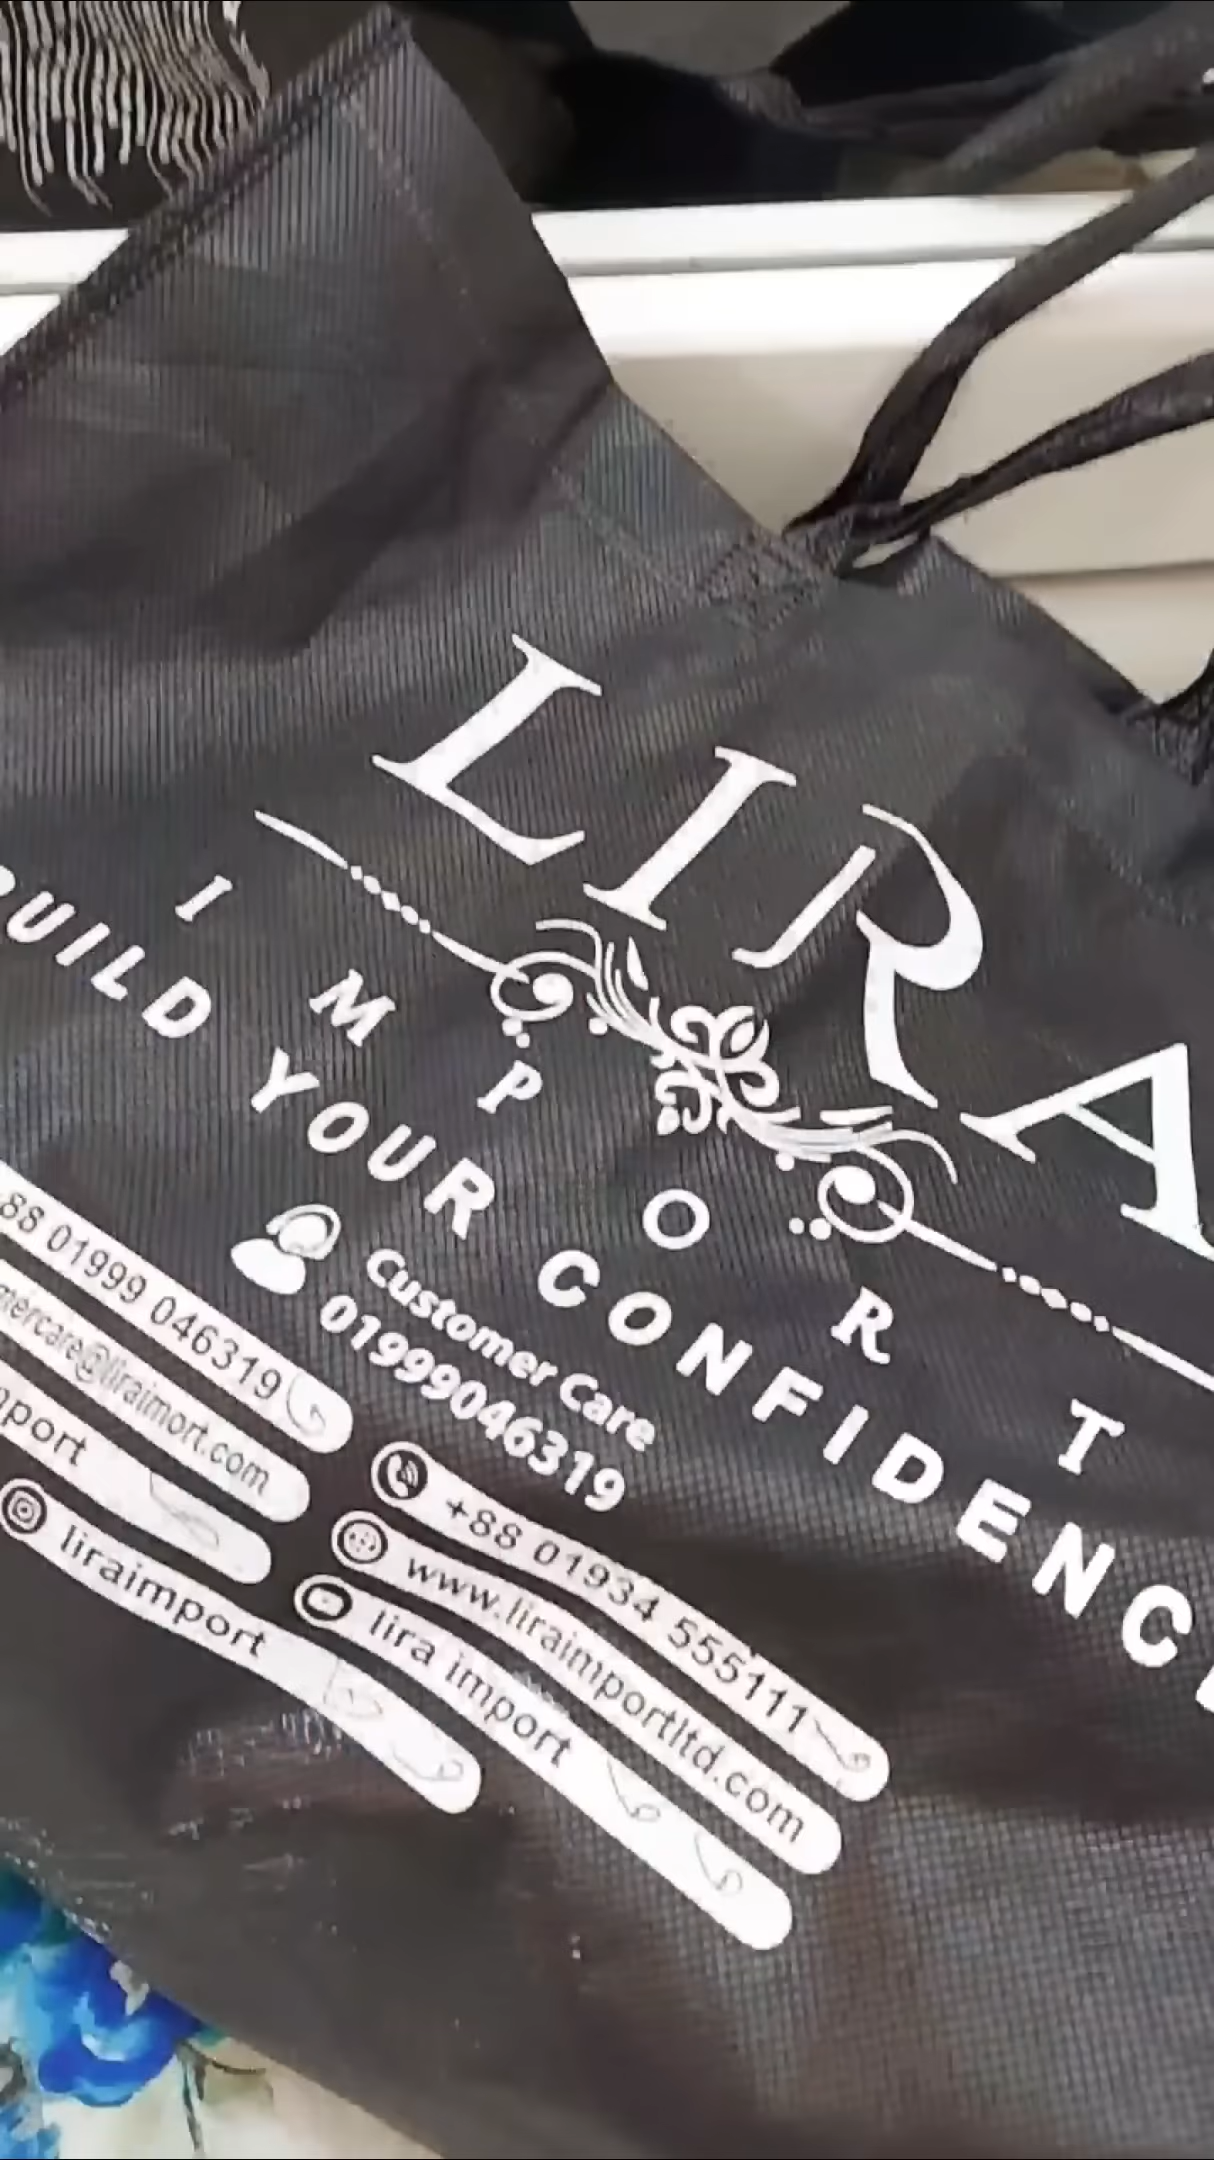 LIRA
IMPORT
BUILD YOUR CONFIDENC
Customer Care
01999046319
88 01999 046319
mercare@liraimort.com
port
liraimport
+88 01934 555111
www.liraimportltd.com
lira import